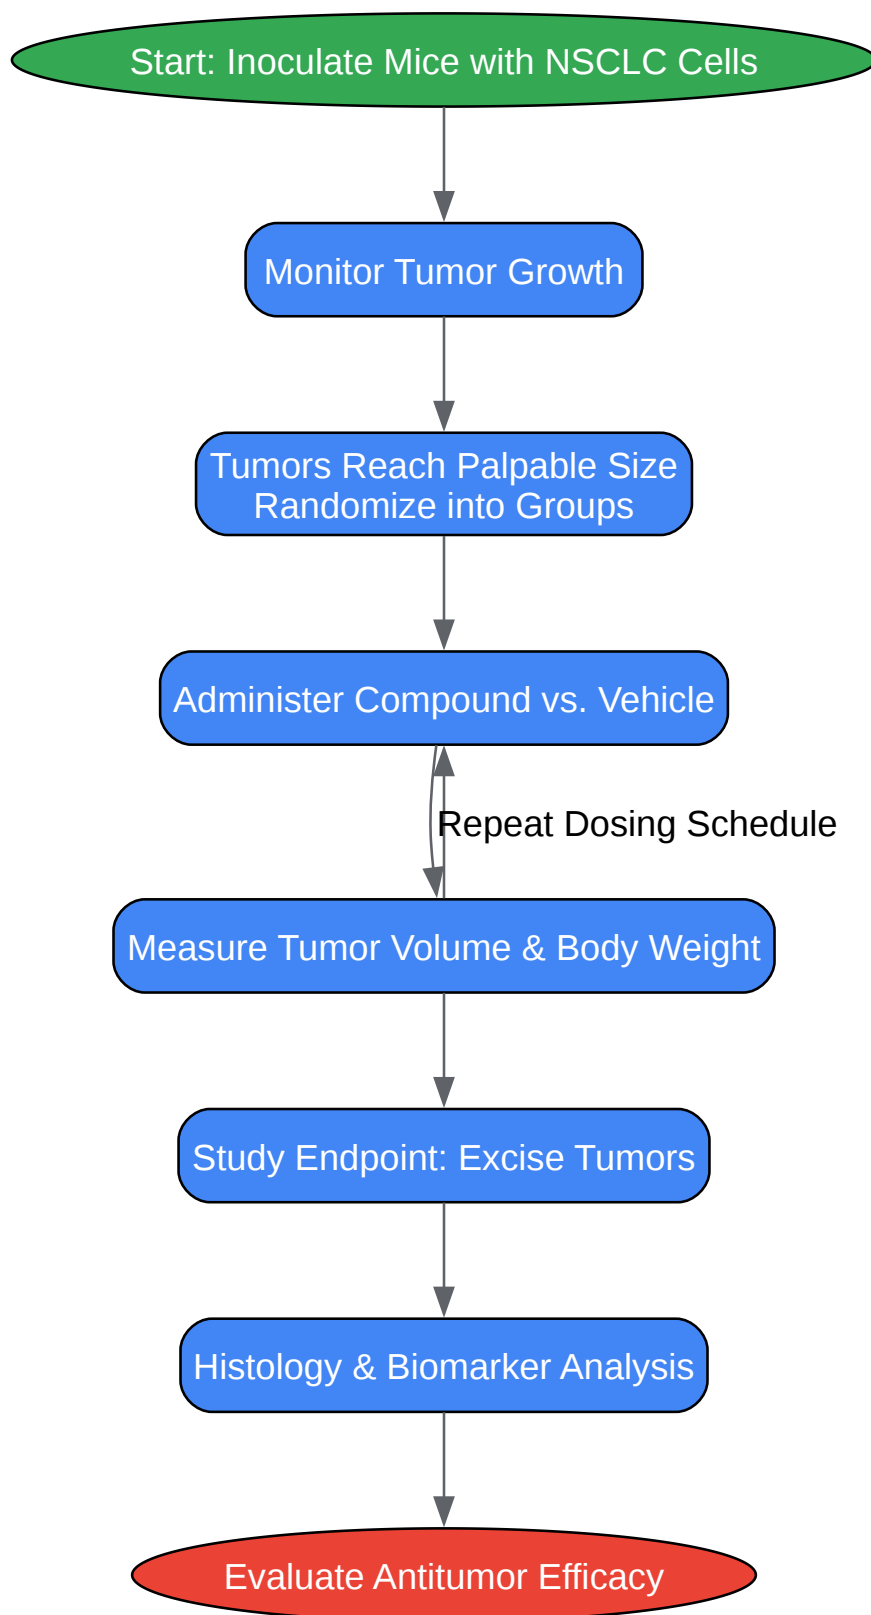 Start: Inoculate Mice with NSCLC Cells
Monitor Tumor Growth
Tumors Reach Palpable Size
Randomize into Groups
Administer Compound vs. Vehicle
Repeat Dosing Schedule
Measure Tumor Volume & Body Weight
Study Endpoint: Excise Tumors
Histology & Biomarker Analysis
Evaluate Antitumor Efficacy